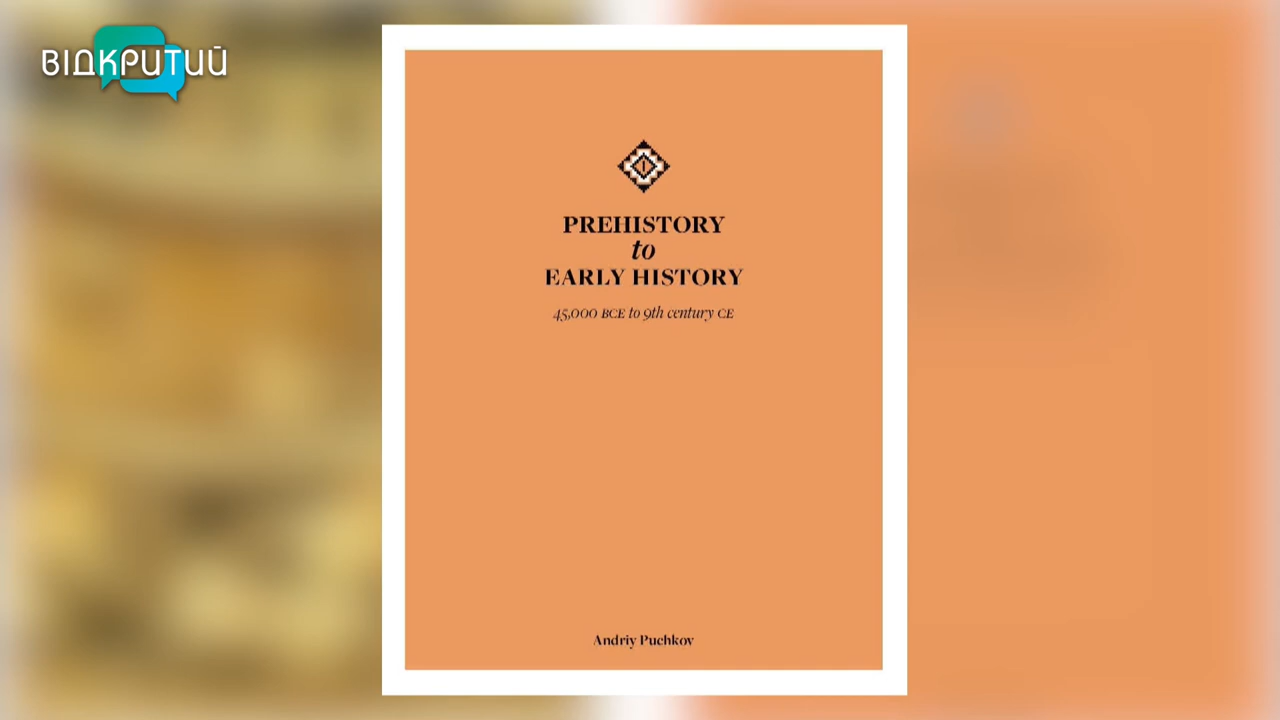 ВІДКРИТИЙ
PREHISTORY
to
EARLY HISTORY
45,000 BCE to 9th century CE
Andriy Puchkov